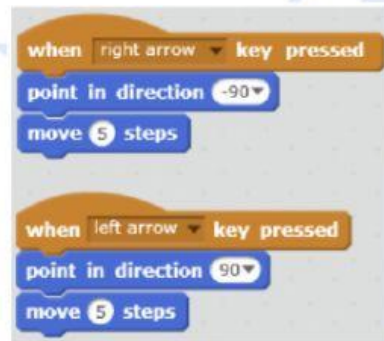 when right arrow key pressed
point in direction -90
move 5 steps
when left arrow key pressed
point in direction 90
move 5 steps